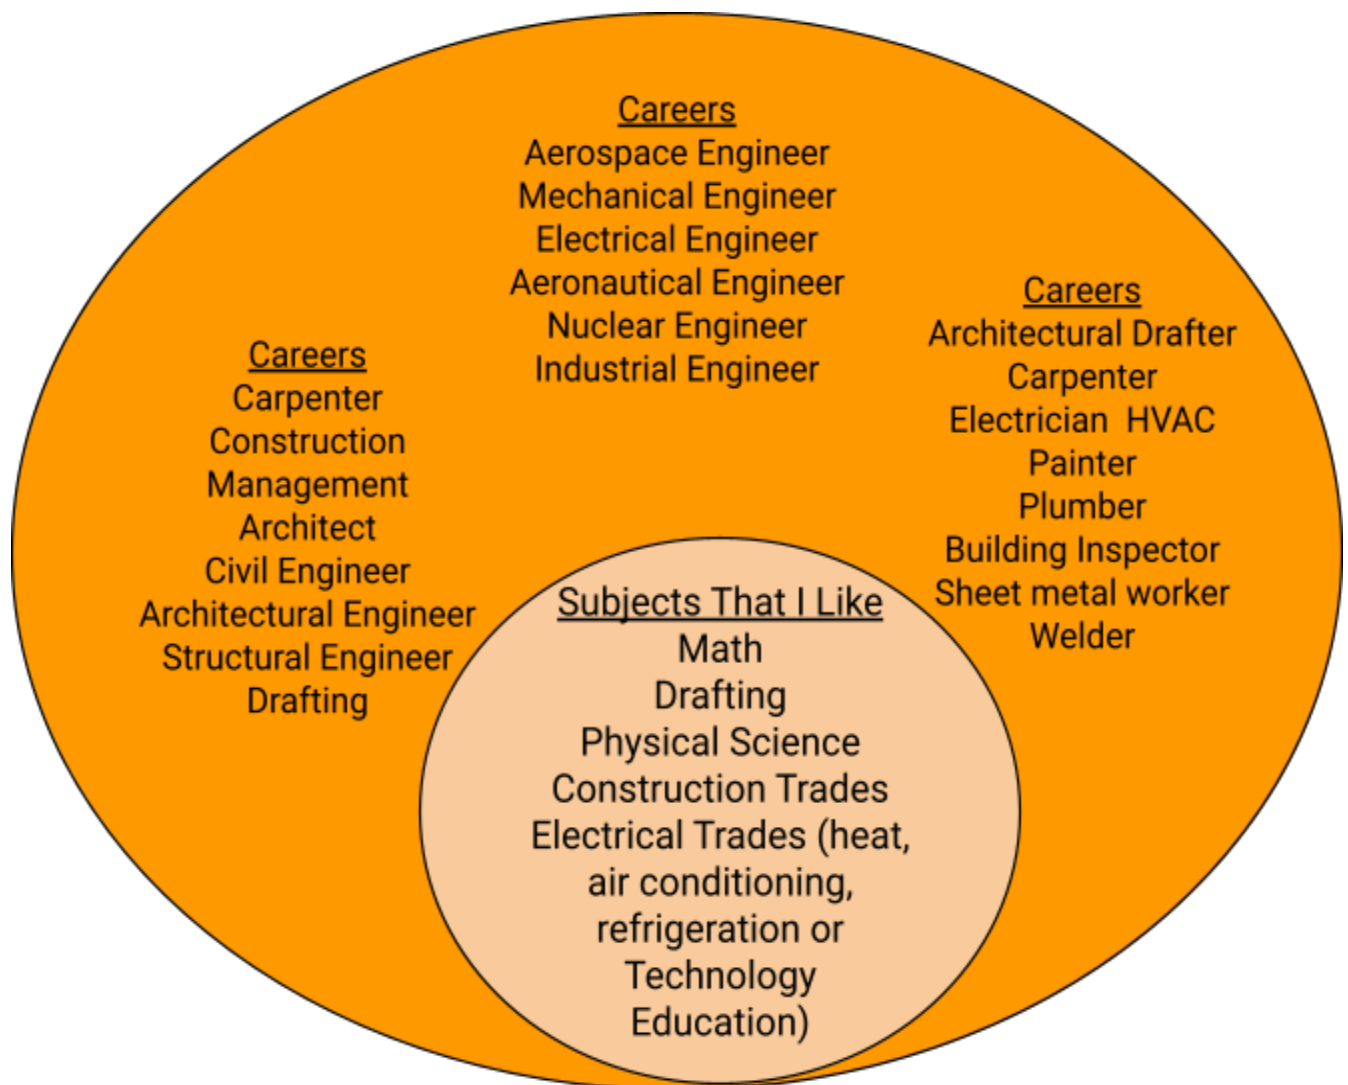 Careers
Aerospace Engineer
Mechanical Engineer
Electrical Engineer
Aeronautical Engineer
Nuclear Engineer
Industrial Engineer
Careers
Carpenter
Construction
Management
Architect
Civil Engineer
Architectural Engineer
Structural Engineer
Drafting
Careers
Architectural Drafter
Carpenter
Electrician  HVAC
Painter
Plumber
Building Inspector
Sheet metal worker
Welder
Subjects That I Like
Math
Drafting
Physical Science
Construction Trades
Electrical Trades (heat,
air conditioning,
refrigeration or
Technology
Education)